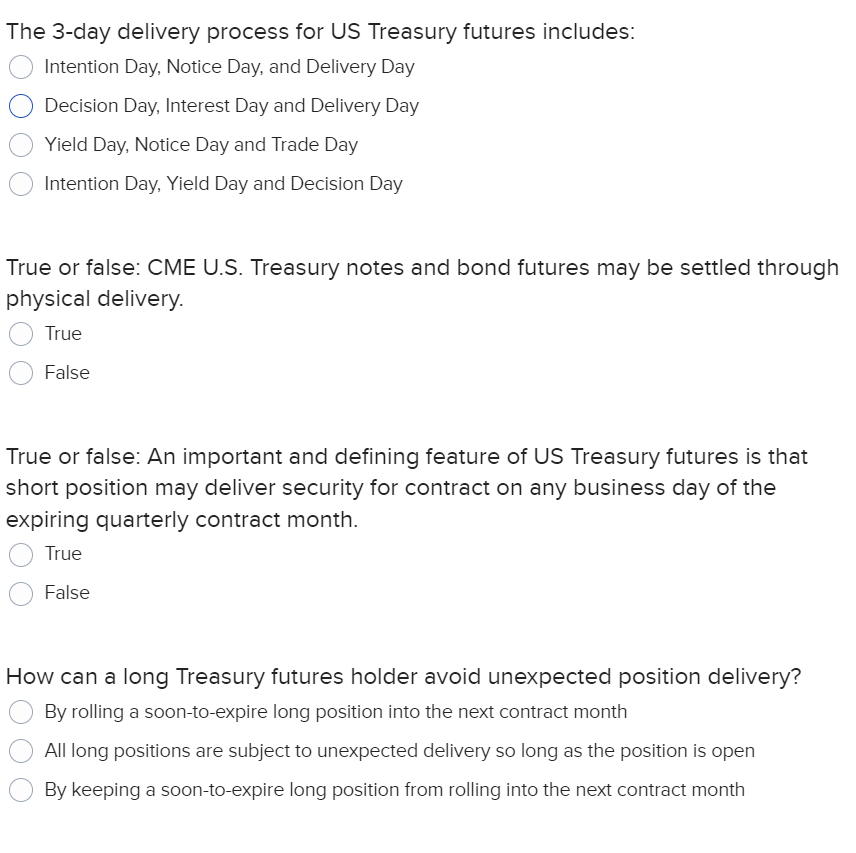 The 3-day delivery process for US Treasury futures includes:
Intention Day, Notice Day, and Delivery Day
Decision Day, Interest Day and Delivery Day
Yield Day, Notice Day and Trade Day
Intention Day, Yield Day and Decision Day
True or false: CME U.S. Treasury notes and bond futures may be settled through
physical delivery.
True
False
True or false: An important and defining feature of US Treasury futures is that
short position may deliver security for contract on any business day of the
expiring quarterly contract month.
True
False
How can a long Treasury futures holder avoid unexpected position delivery?
By rolling a soon-to-expire long position into the next contract month
All long positions are subject to unexpected delivery so long as the position is open
By keeping a soon-to-expire long position from rolling into the next contract month